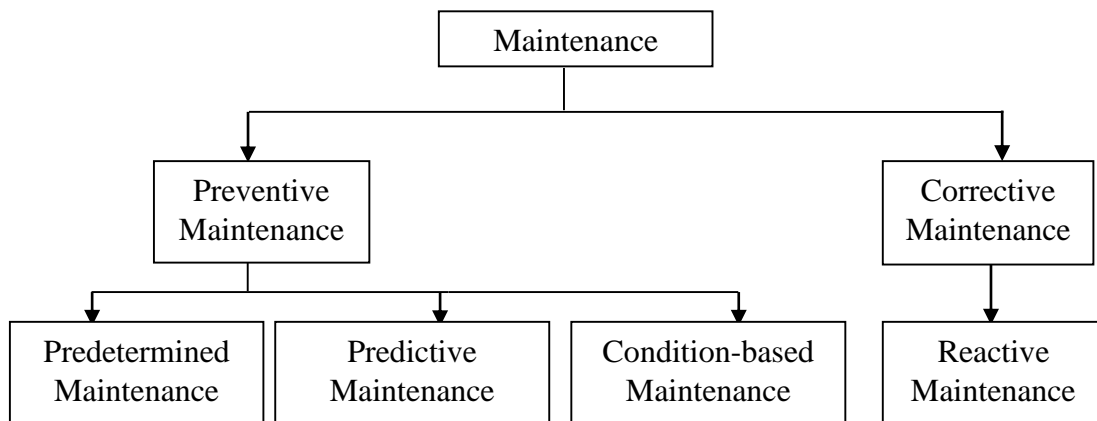 Maintenance
Preventive
Maintenance
Corrective
Maintenance
Predetermined
Maintenance
Predictive
Maintenance
Condition-based
Maintenance
Reactive
Maintenance